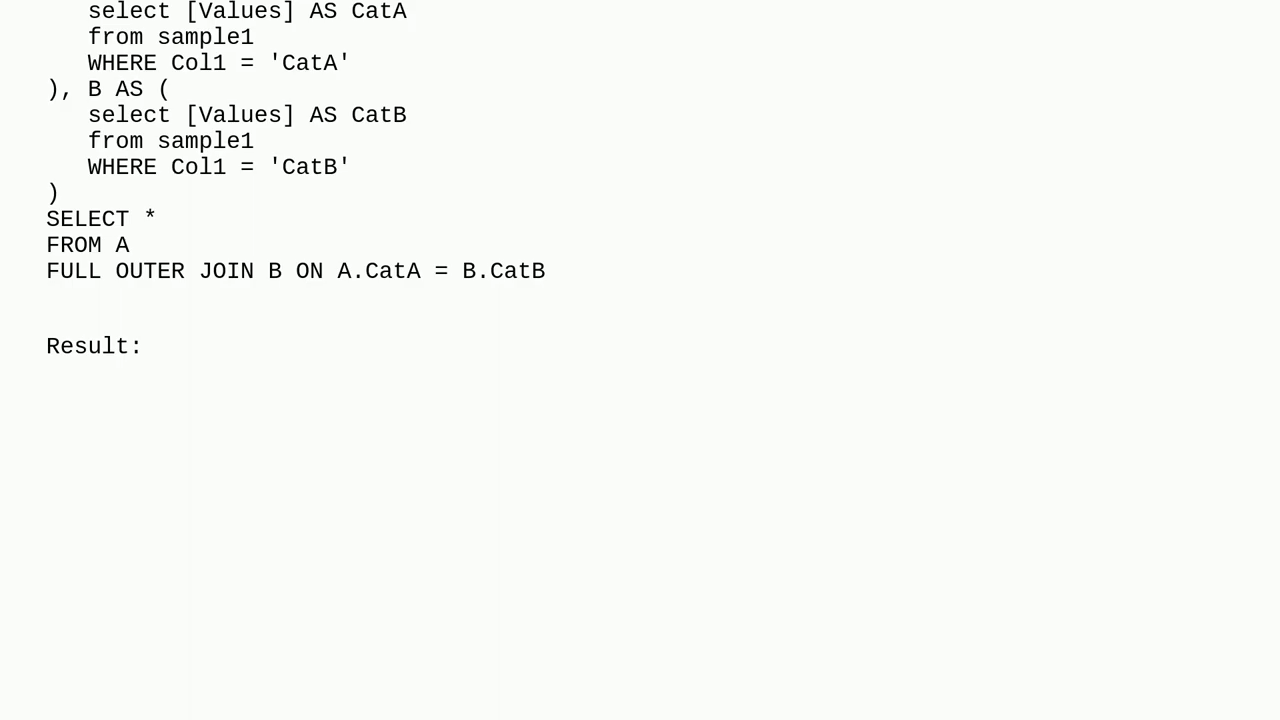 select [Values] AS CatA
from sample1
WHERE Col1 = 'CatA'
), B AS (
select [Values] AS CatB
from sample1
WHERE Col1 = 'CatB'
)
SELECT *
FROM A
FULL OUTER JOIN B ON A.CatA = B.CatB
Result: